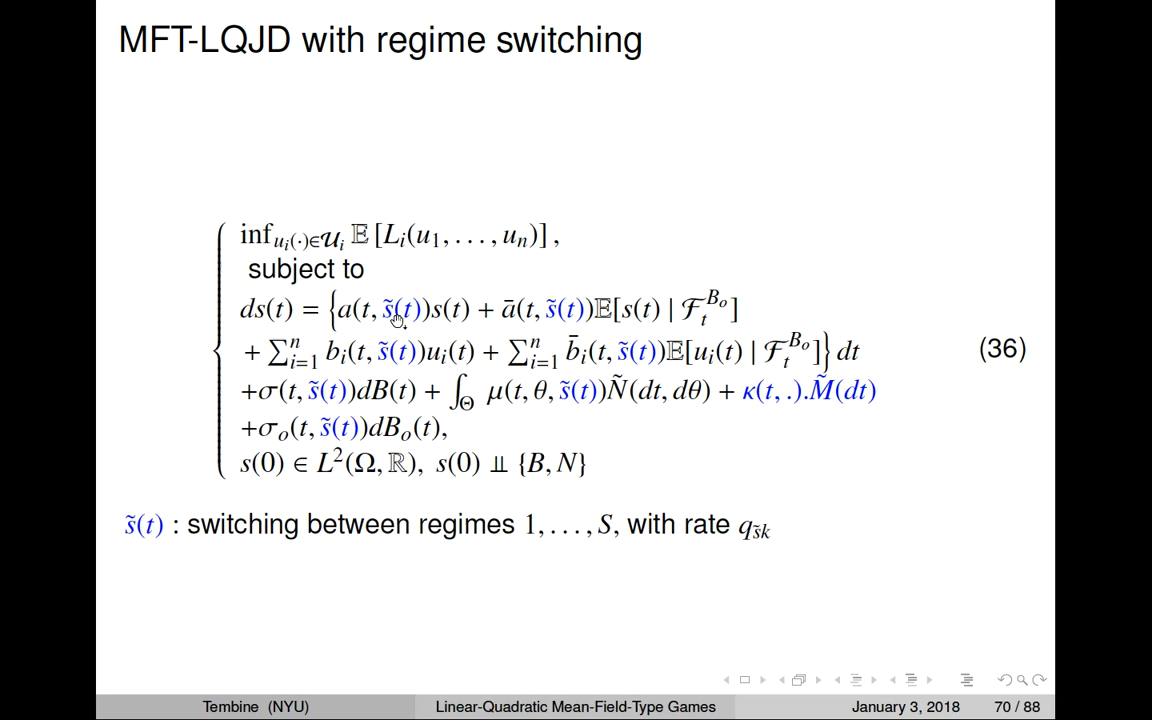 MFT-LQJD with regime switching
inf_{u_i(·)∈𝒰_i} 𝔼 [L_i(u_1, . . . , u_n)] ,
subject to
ds(t) = {a(t, s̃(t))s(t) + ā(t, s̃(t))𝔼[s(t) | ℱ_t^{B_o}]
+ ∑_{i=1}^n b_i(t, s̃(t))u_i(t) + ∑_{i=1}^n b̄_i(t, s̃(t))𝔼[u_i(t) | ℱ_t^{B_o}]} dt
+σ(t, s̃(t))dB(t) + ∫_Θ μ(t, θ, s̃(t))Ñ(dt, dθ) + κ(t, .).M̃(dt)
+σ_o(t, s̃(t))dB_o(t),
s(0) ∈ L^2(Ω, ℝ), s(0) ⫫ {B, N}
(36)
s̃(t) : switching between regimes 1, . . . , S, with rate q_{s̃k}
Tembine (NYU) Linear-Quadratic Mean-Field-Type Games January 3, 2018 70 / 88